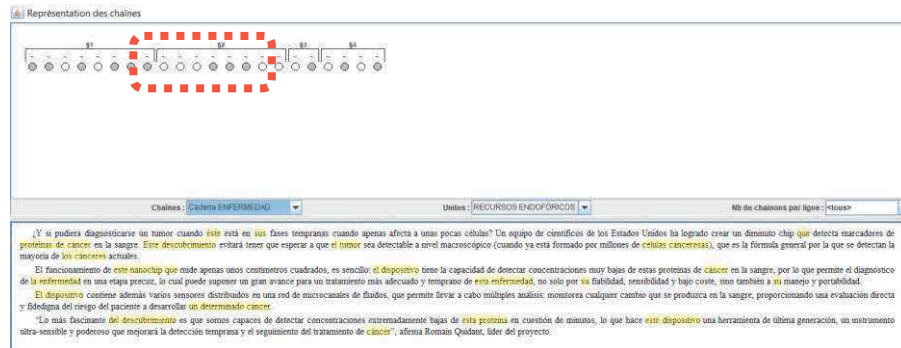 Représentation des chaînes
§1 §2 §3 §4
Chaînes : Cadena ENFERMEDAD Unites : RECURSOS ENDOFÓRICOS Nb de chainons par ligne : <tous>
¿Y si pudiera diagnosticarse un tumor cuando éste está en sus fases tempranas cuando apenas afecta a unas pocas células? Un equipo de científicos de los Estados Unidos ha logrado crear un diminuto chip que detecta marcadores de
proteínas de cáncer en la sangre. Este descubrimiento evitará tener que esperar a que el tumor sea detectable a nivel macroscópico (cuando ya está formado por millones de células cancerosas), que es la fórmula general por la que se detectan la
mayoría de los cánceres actuales.
El funcionamiento de este nanochip que mide apenas unos centímetros cuadrados, es sencillo: el dispositivo tiene la capacidad de detectar concentraciones muy bajas de estas proteínas de cáncer en la sangre, por lo que permite el diagnóstico
de la enfermedad en una etapa precoz, lo cual puede suponer un gran avance para un tratamiento más adecuado y temprano de esta enfermedad, no solo por su fiabilidad, sensibilidad y bajo coste, sino también a su manejo y portabilidad.
El dispositivo contiene además varios sensores distribuidos en una red de microcanales de fluidos, que permite llevar a cabo múltiples análisis: monitorea cualquier cambio que se produzca en la sangre, proporcionando una evaluación directa
y fidedigna del riesgo del paciente a desarrollar un determinado cáncer.
"Lo más fascinante del descubrimiento es que somos capaces de detectar concentraciones extremadamente bajas de esta proteína en cuestión de minutos, lo que hace este dispositivo una herramienta de última generación, un instrumento
ultra-sensible y poderoso que mejorará la detección temprana y el seguimiento del tratamiento de cáncer", afirma Romain Quidant, líder del proyecto.